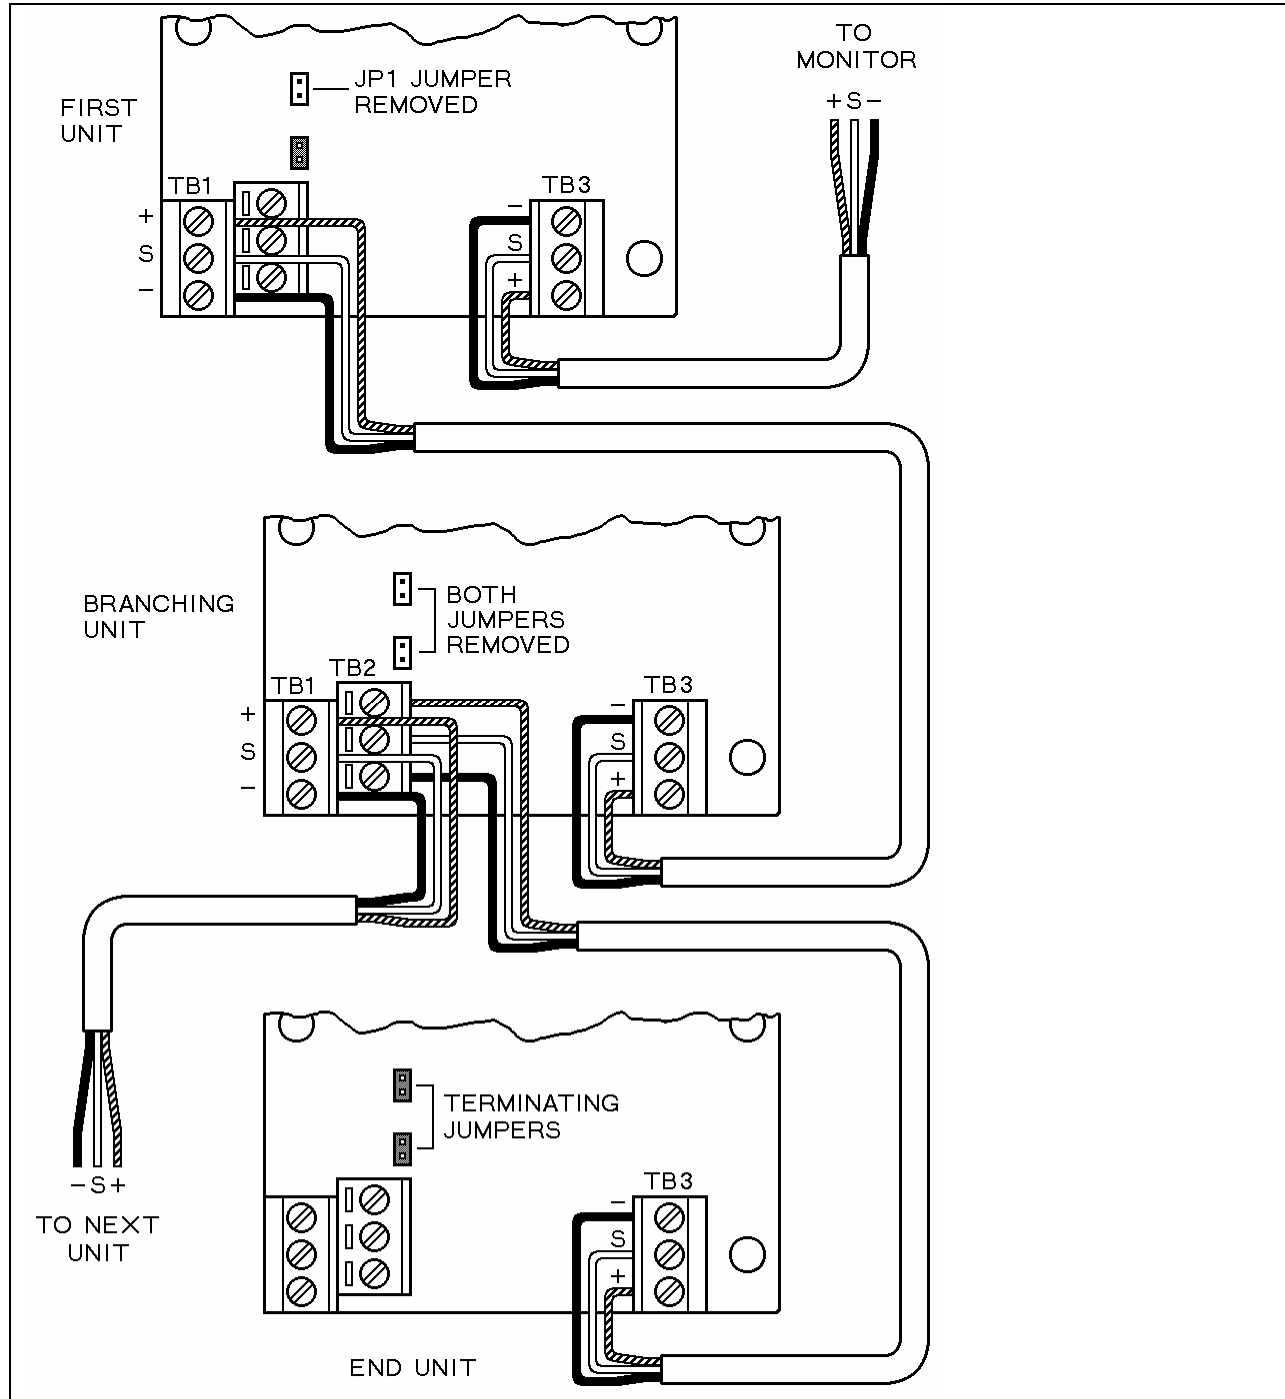 TO
MONITOR
+ S −
JP1 JUMPER
REMOVED
FIRST
UNIT
TB1
TB3
+
S
−
−
S
+
BRANCHING
UNIT
BOTH
JUMPERS
REMOVED
TB2
TB1
TB3
+
S
−
−
S
+
TERMINATING
JUMPERS
− S +
TO NEXT
UNIT
TB3
−
S
+
END UNIT